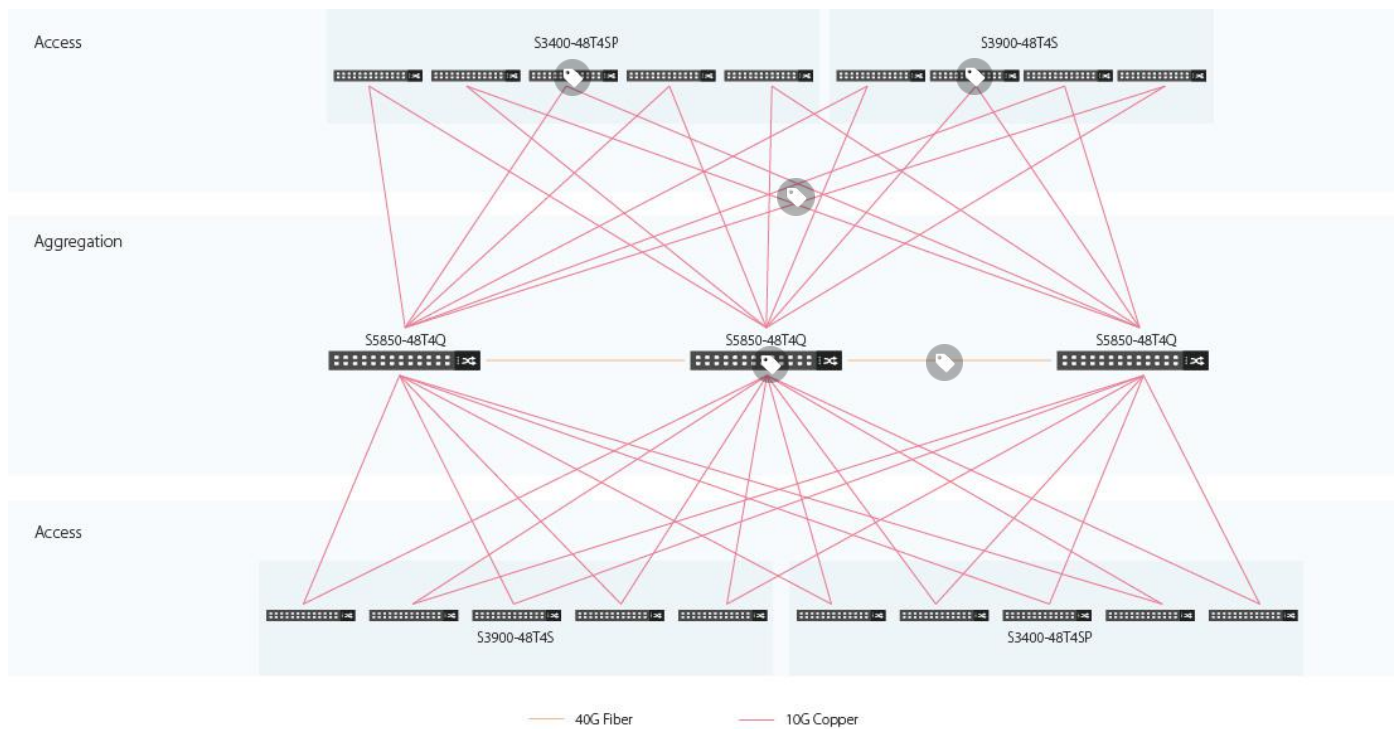 Access
S3400-48T4SP
S3900-48T4S
Aggregation
S5850-48T4Q
S5850-48T4Q
S5850-48T4Q
Access
S3900-48T4S
S3400-48T4SP
40G Fiber
10G Copper